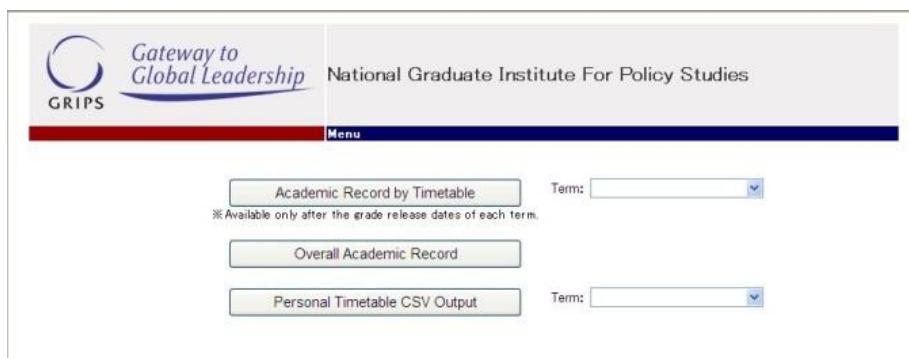 Gateway to
Global Leadership
GRIPS
National Graduate Institute For Policy Studies
Menu
Academic Record by Timetable
Term:
※Available only after the grade release dates of each term.
Overall Academic Record
Personal Timetable CSV Output
Term: